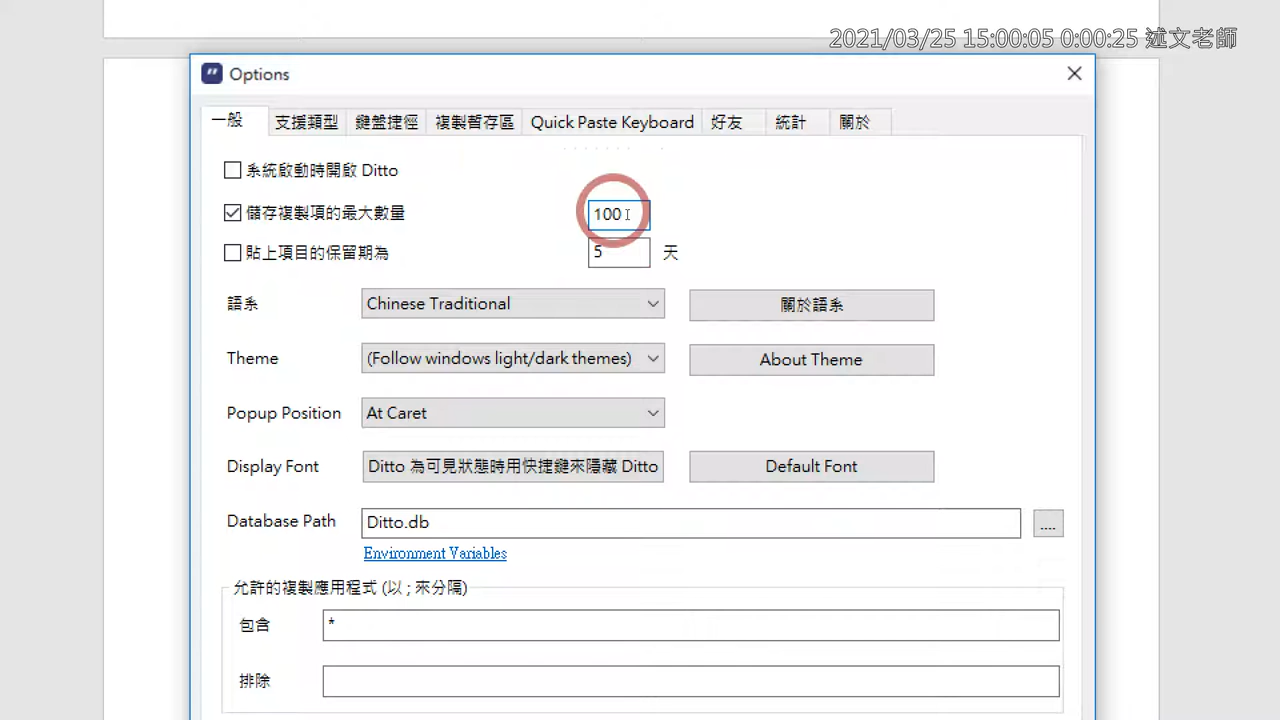 2021/03/25 15:00:05 0:00:25 述文老師
Options
一般 支援類型 鍵盤捷徑 複製暫存區 Quick Paste Keyboard 好友 統計 關於
系統啟動時開啟 Ditto
儲存複製項的最大數量 100
貼上項目的保留期為 5 天
語系 Chinese Traditional 關於語系
Theme (Follow windows light/dark themes) About Theme
Popup Position At Caret
Display Font Ditto 為可見狀態時用快捷鍵來隱藏 Ditto Default Font
Database Path Ditto.db ....
Environment Variables
允許的複製應用程式 (以 ; 來分隔)
包含 *
排除